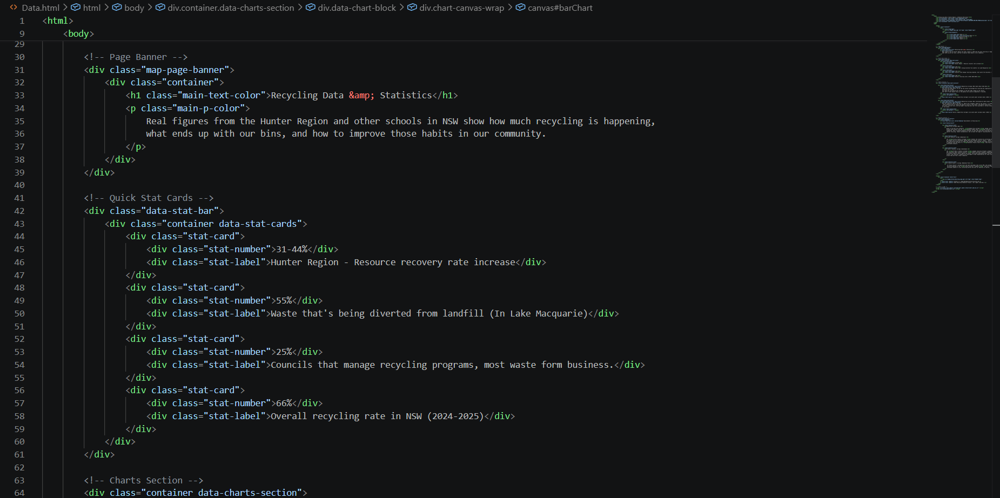 Data.html > html > body > div.container.data-charts-section > div.data-chart-block > div.chart-canvas-wrap > canvas#barChart
1 <html>
9 <body>
29
30 <!-- Page Banner -->
31 <div class="map-page-banner">
32 <div class="container">
33 <h1 class="main-text-color">Recycling Data &amp; Statistics</h1>
34 <p class="main-p-color">
35 Real figures from the Hunter Region and other schools in NSW show how much recycling is happening,
36 what ends up with our bins, and how to improve those habits in our community.
37 </p>
38 </div>
39 </div>
40
41 <!-- Quick Stat Cards -->
42 <div class="data-stat-bar">
43 <div class="container data-stat-cards">
44 <div class="stat-card">
45 <div class="stat-number">31-44%</div>
46 <div class="stat-label">Hunter Region - Resource recovery rate increase</div>
47 </div>
48 <div class="stat-card">
49 <div class="stat-number">55%</div>
50 <div class="stat-label">Waste that's being diverted from landfill (In Lake Macquarie)</div>
51 </div>
52 <div class="stat-card">
53 <div class="stat-number">25%</div>
54 <div class="stat-label">Councils that manage recycling programs, most waste form business.</div>
55 </div>
56 <div class="stat-card">
57 <div class="stat-number">66%</div>
58 <div class="stat-label">Overall recycling rate in NSW (2024-2025)</div>
59 </div>
60 </div>
61 </div>
62
63 <!-- Charts Section -->
64 <div class="container data-charts-section">